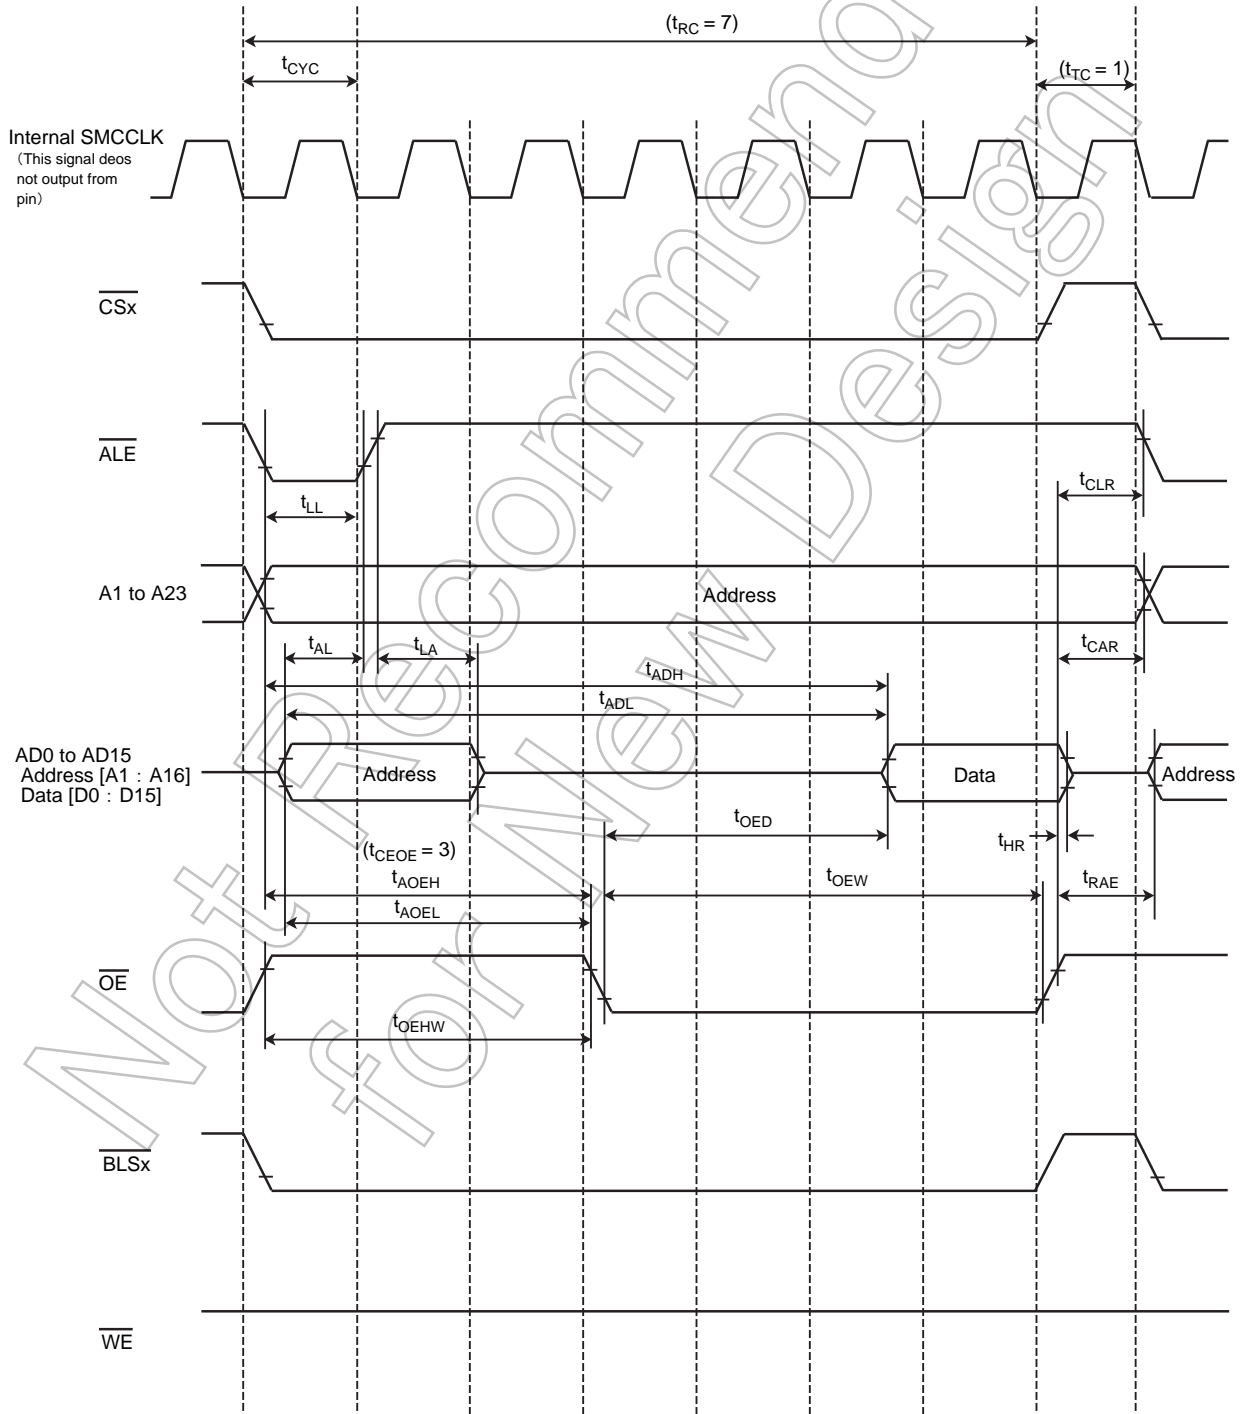 (tRC = 7)
tCYC
(tTC = 1)
Internal SMCCLK
（This signal deos
not output from
pin）
CSx
ALE
tLL
tCLR
A1 to A23
Address
tAL
tLA
tCAR
tADH
tADL
AD0 to AD15
Address [A1 : A16]
Data [D0 : D15]
Address
Data
Address
tOED
tHR
(tCEOE = 3)
tAOEH
tOEW
tRAE
tAOEL
OE
tOEHW
BLSx
WE
Not Recommend
for New Design